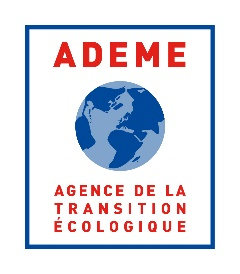 ADEME
AGENCE DE LA
TRANSITION
ÉCOLOGIQUE